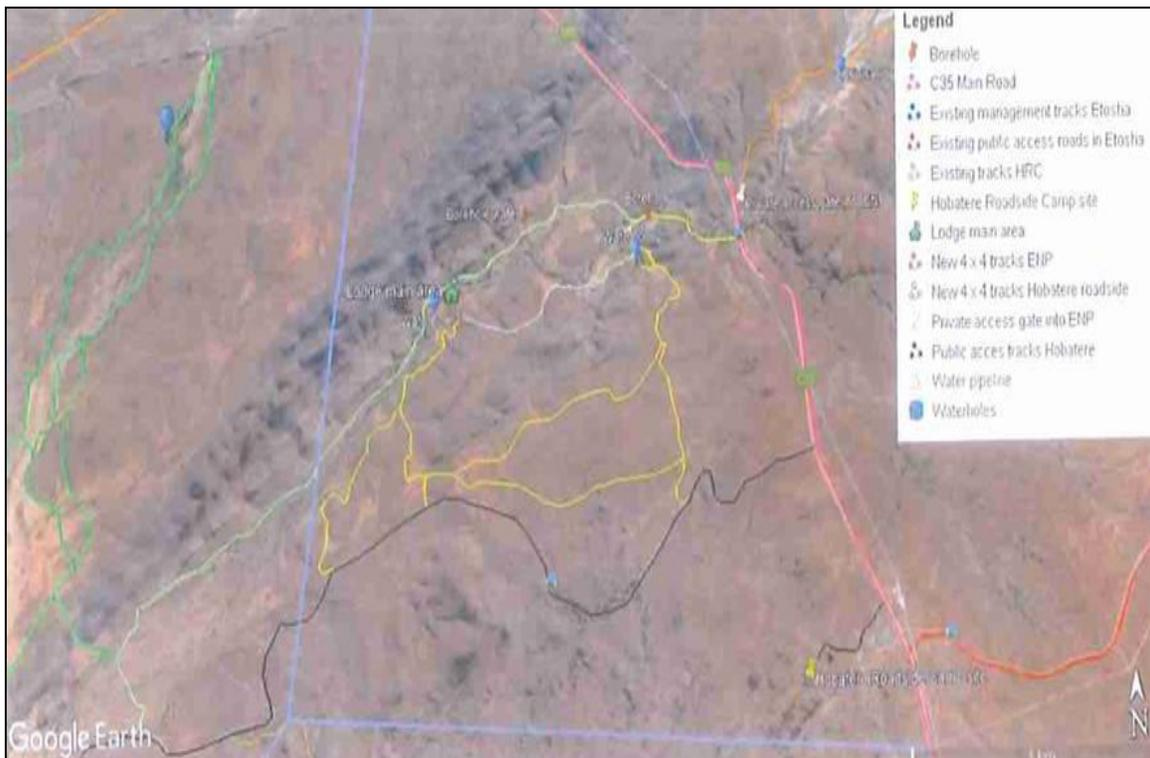 Legend
Borehole
C35 Main Road
Existing management tracks Etosha
Existing public access roads in Etosha
Existing tracks HRC
Hobatere Roadside Camp site
Lodge main area
New 4 x 4 tracks ENP
New 4 x 4 tracks Hobatere roadside
Private access gate into ENP
Public acces tracks Hobatere
Water pipeline
Waterholes
Lodge main area
Google Earth
N